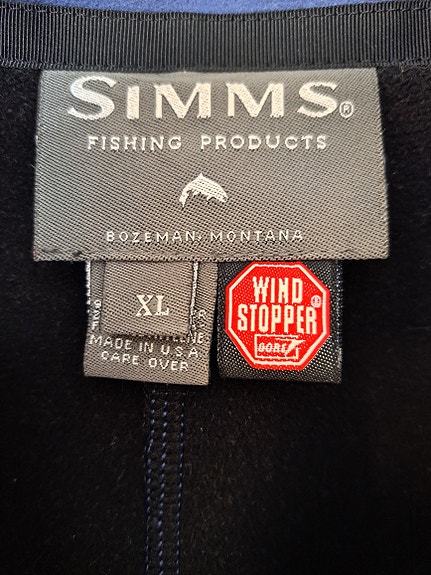 SIMMS®
FISHING PRODUCTS
BOZEMAN, MONTANA
XL
MADE IN U.S.A
CARE OVER
WIND
STOPPER®
GORE